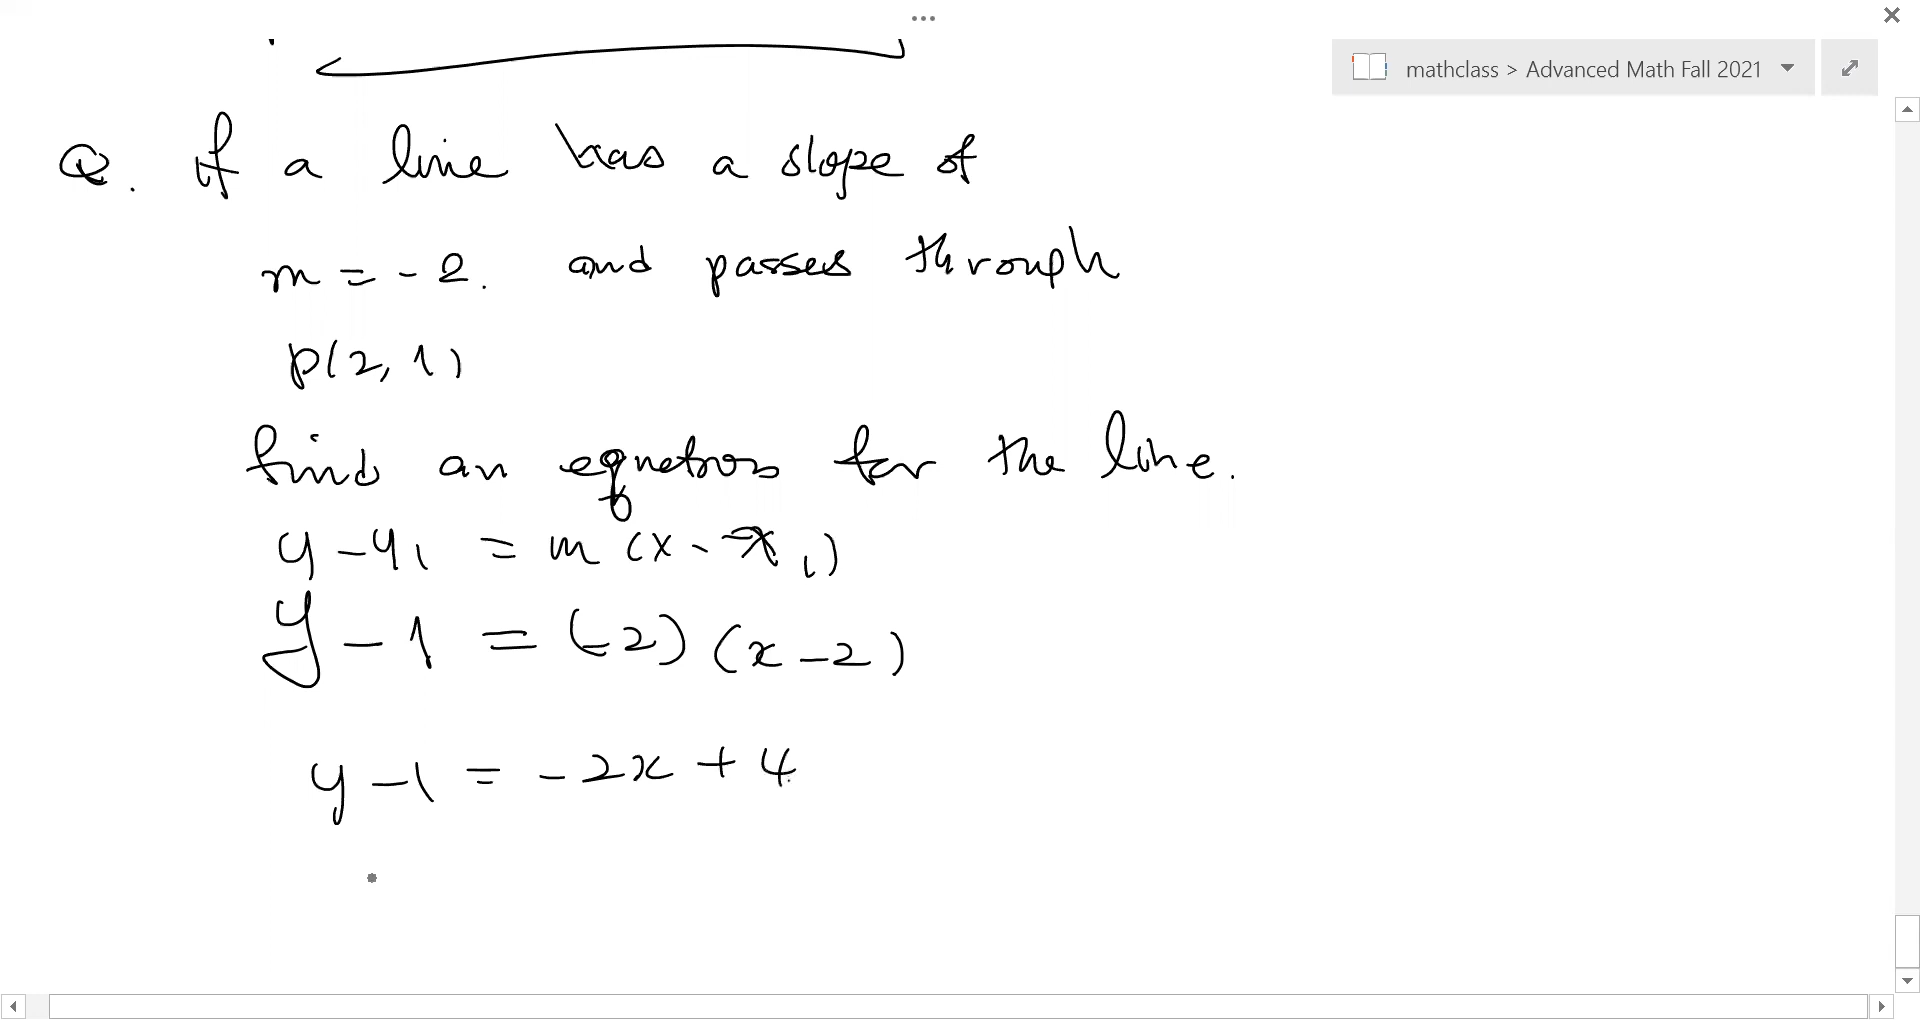 mathclass > Advanced Math Fall 2021
Q. if a line has a slope of
m = -2. and passes through
p(2, 1)
find an equation for the line.
y - y1 = m (x - x1)
y - 1 = (-2) (x - 2)
y - 1 = -2x + 4